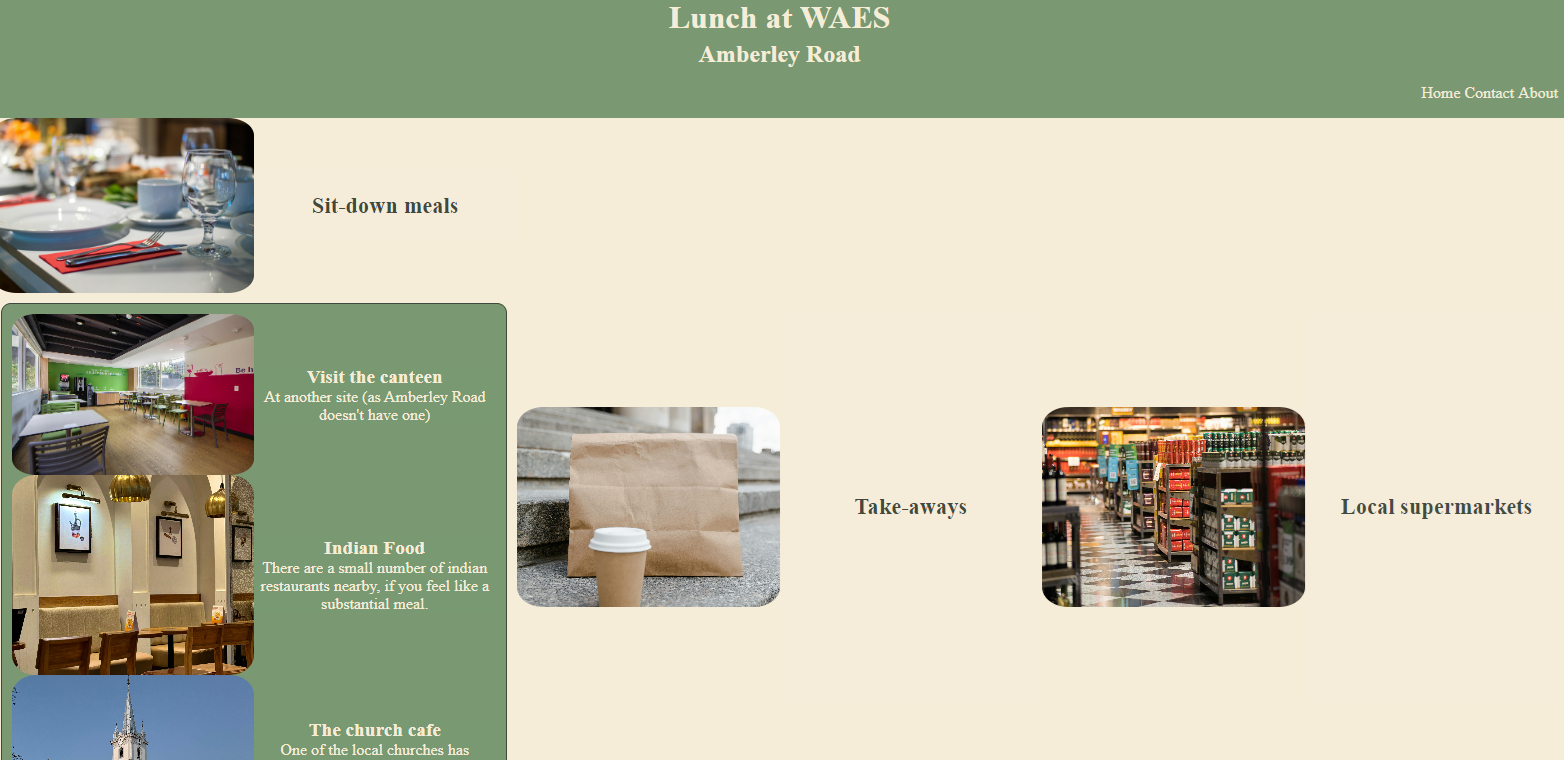 Lunch at WAES
Amberley Road
Home Contact About
Sit-down meals
Be h
Visit the canteen
At another site (as Amberley Road
doesn't have one)
Indian Food
There are a small number of indian
restaurants nearby, if you feel like a
substantial meal.
The church cafe
One of the local churches has
Take-aways
Local supermarkets